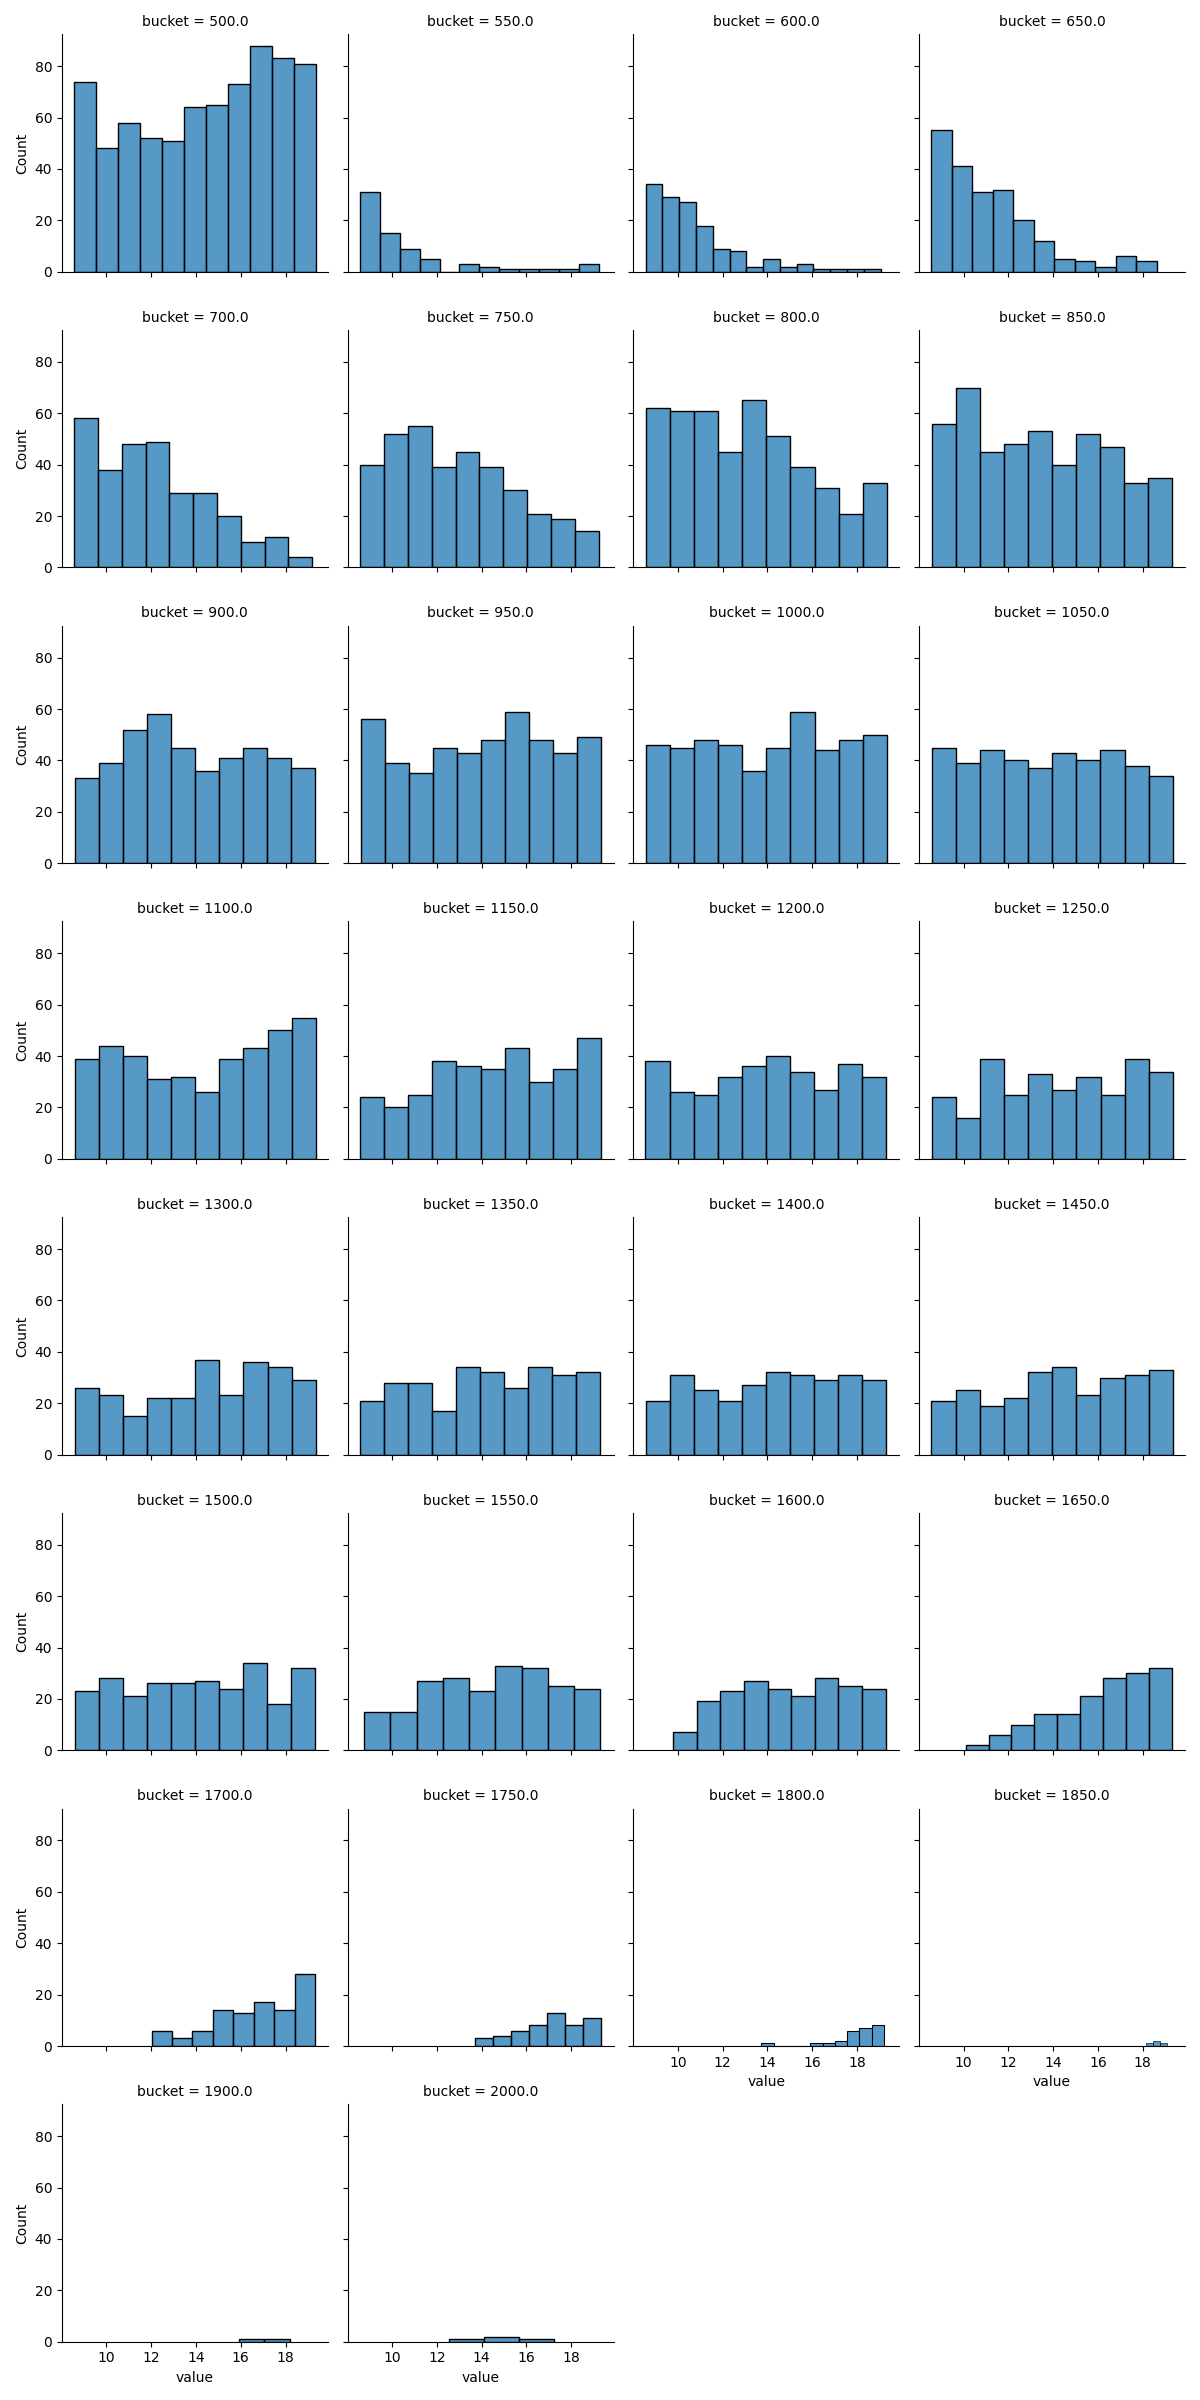 bucket = 500.0
bucket = 550.0
bucket = 600.0
bucket = 650.0
80
60
40
20
0
Count
bucket = 700.0
bucket = 750.0
bucket = 800.0
bucket = 850.0
80
60
40
20
0
Count
bucket = 900.0
bucket = 950.0
bucket = 1000.0
bucket = 1050.0
80
60
40
20
0
Count
bucket = 1100.0
bucket = 1150.0
bucket = 1200.0
bucket = 1250.0
80
60
40
20
0
Count
bucket = 1300.0
bucket = 1350.0
bucket = 1400.0
bucket = 1450.0
80
60
40
20
0
Count
bucket = 1500.0
bucket = 1550.0
bucket = 1600.0
bucket = 1650.0
80
60
40
20
0
Count
bucket = 1700.0
bucket = 1750.0
bucket = 1800.0
bucket = 1850.0
80
60
40
20
0
Count
10 12 14 16 18
value
10 12 14 16 18
value
bucket = 1900.0
bucket = 2000.0
80
60
40
20
0
Count
10 12 14 16 18
value
10 12 14 16 18
value